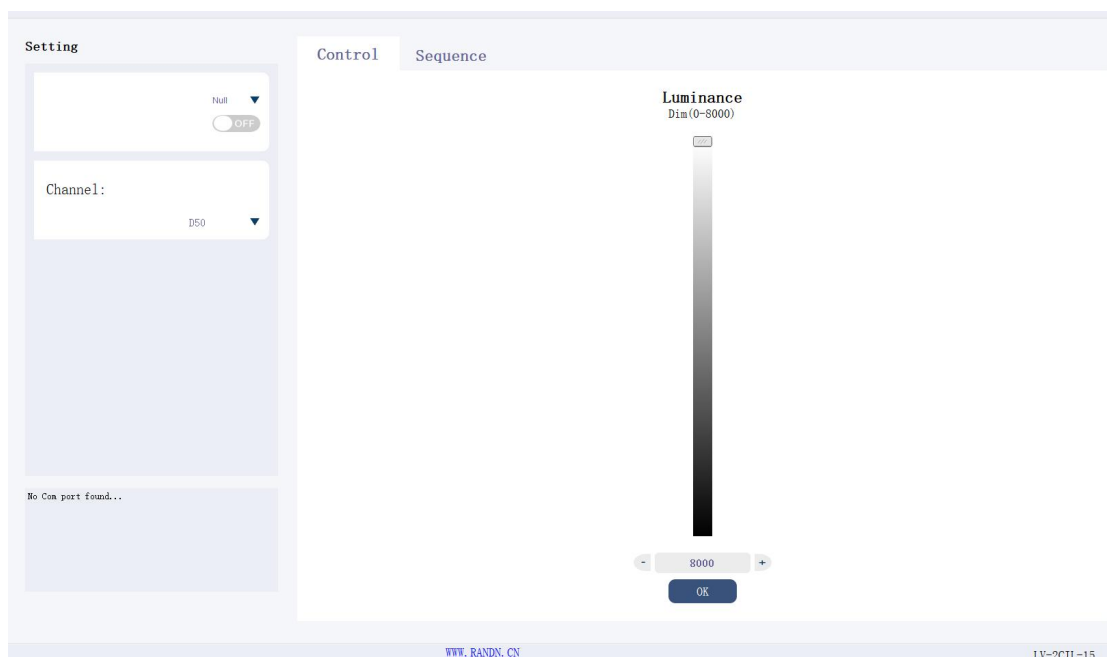 Setting
Control
Sequence
Null
OFF
Channel:
D50
Luminance
Dim(0-8000)
No Com port found...
- 8000 +
OK
WWW.RANDN.CN